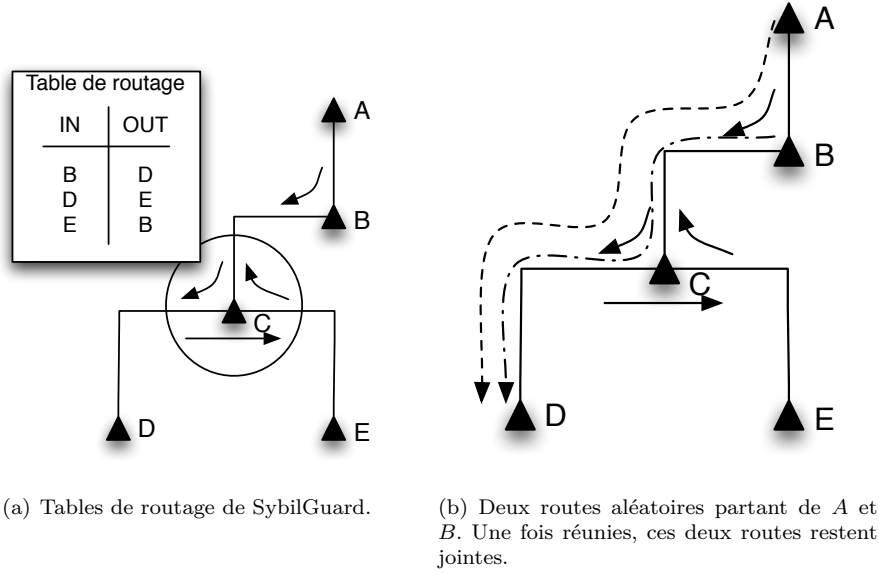 Table de routage
IN OUT
B D
D E
E B
A
B
C
D
E
(a) Tables de routage de SybilGuard.
A
B
C
D
E
(b) Deux routes aléatoires partant de A et
B. Une fois réunies, ces deux routes restent
jointes.